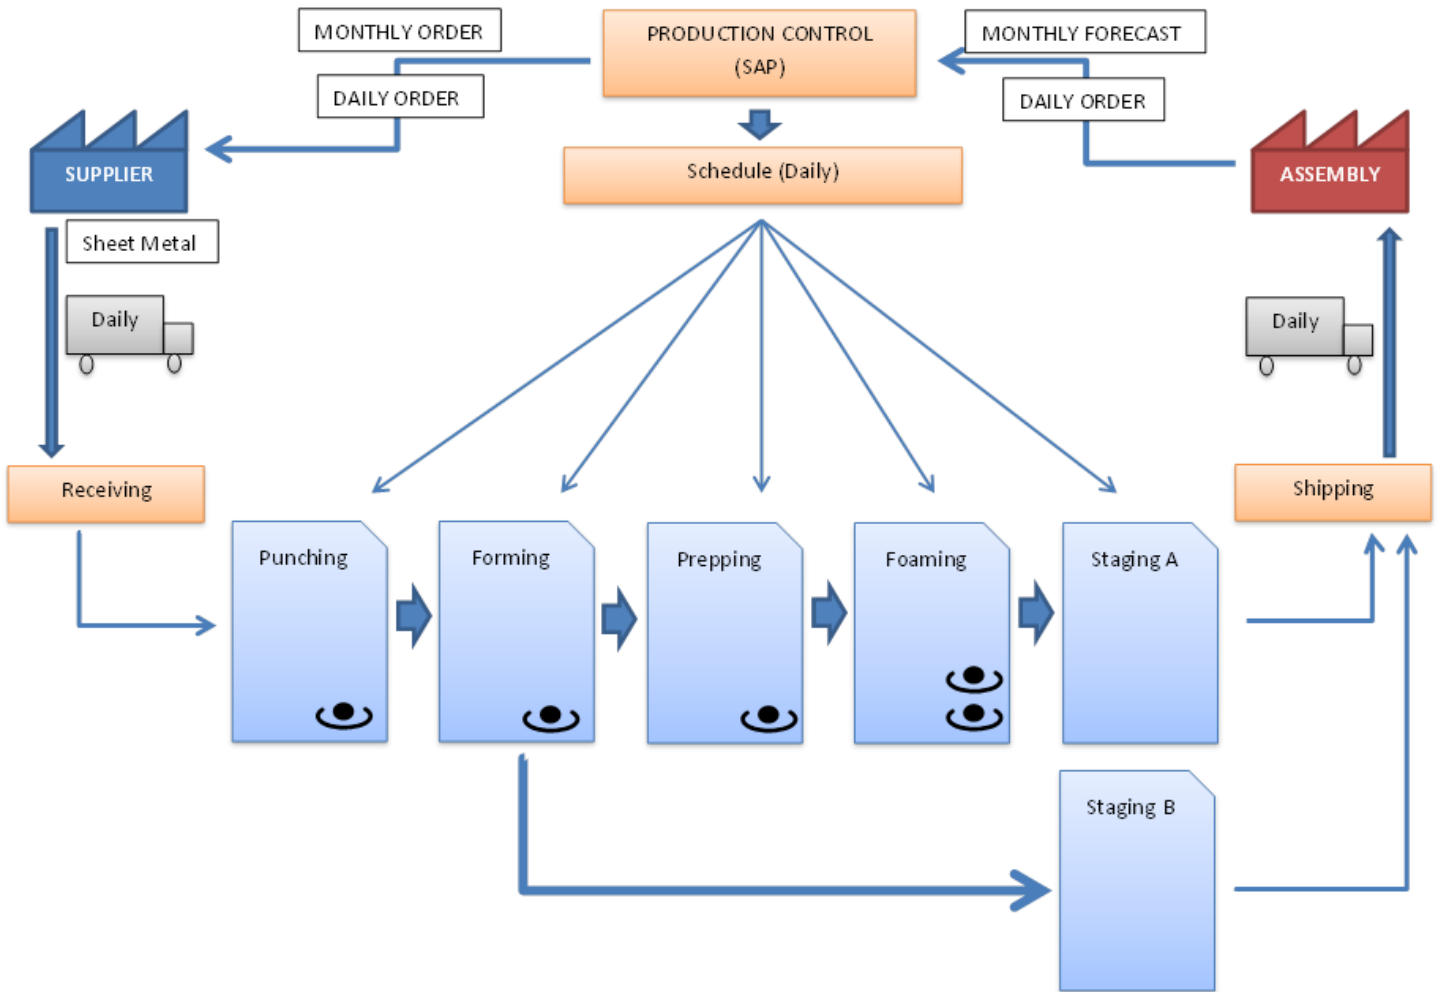 MONTHLY ORDER
PRODUCTION CONTROL
(SAP)
MONTHLY FORECAST
DAILY ORDER
DAILY ORDER
SUPPLIER
Schedule (Daily)
ASSEMBLY
Sheet Metal
Daily
Daily
Receiving
Shipping
Punching
Forming
Prepping
Foaming
Staging A
Staging B